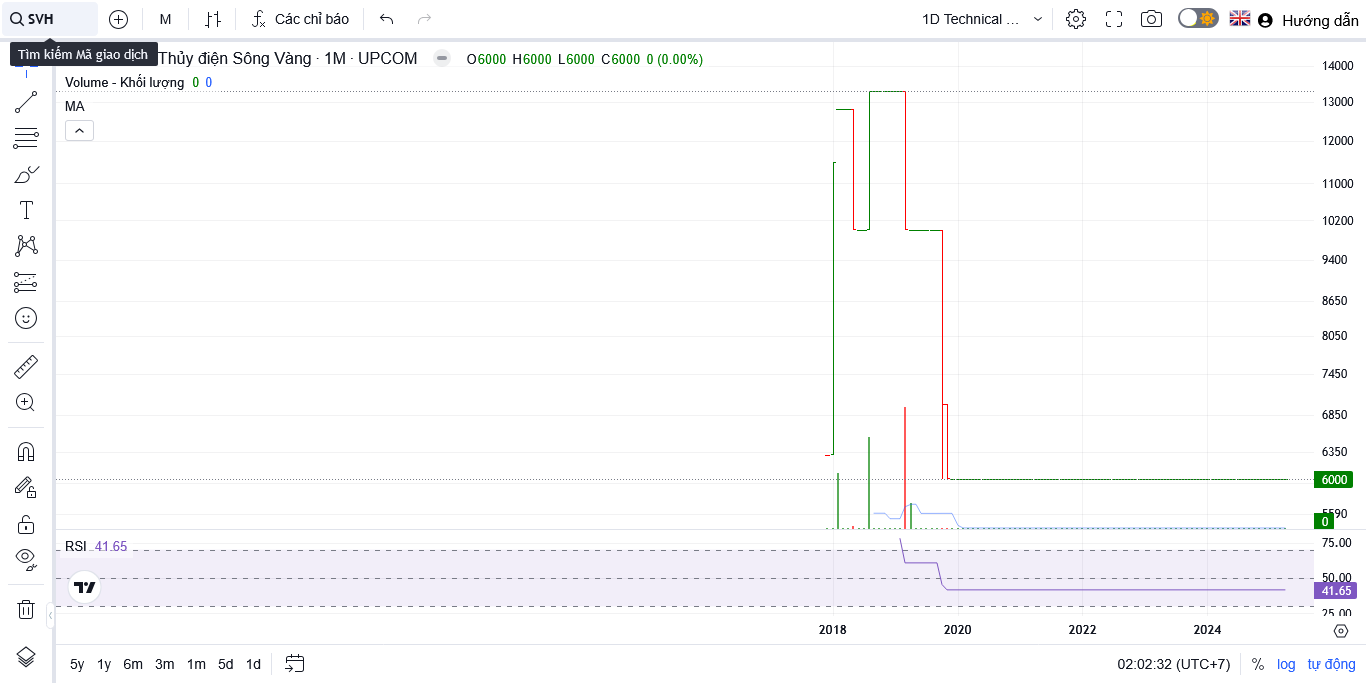 SVH
M
Các chỉ báo
1D Technical ...
Hướng dẫn
Tìm kiếm Mã giao dịch
Thủy điện Sông Vàng · 1M · UPCOM
O6000 H6000 L6000 C6000 0 (0.00%)
Volume - Khối lượng 0 0
MA
14000
13000
12000
11000
10200
9400
8650
8050
7450
6850
6350
6000
5590
0
RSI 41.65
75.00
50.00
41.65
25.00
2018 2020 2022 2024
5y 1y 6m 3m 1m 5d 1d
02:02:32 (UTC+7)
% log tự động